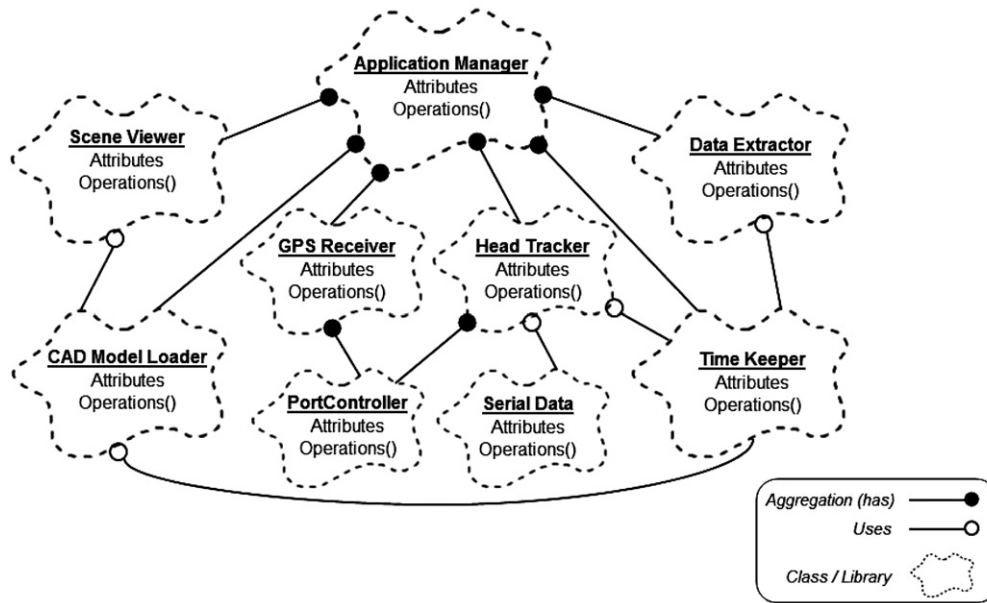 Application Manager
Attributes
Operations()
Scene Viewer
Attributes
Operations()
Data Extractor
Attributes
Operations()
GPS Receiver
Attributes
Operations()
Head Tracker
Attributes
Operations()
CAD Model Loader
Attributes
Operations()
Time Keeper
Attributes
Operations()
PortController
Attributes
Operations()
Serial Data
Attributes
Operations()
Aggregation (has)
Uses
Class / Library